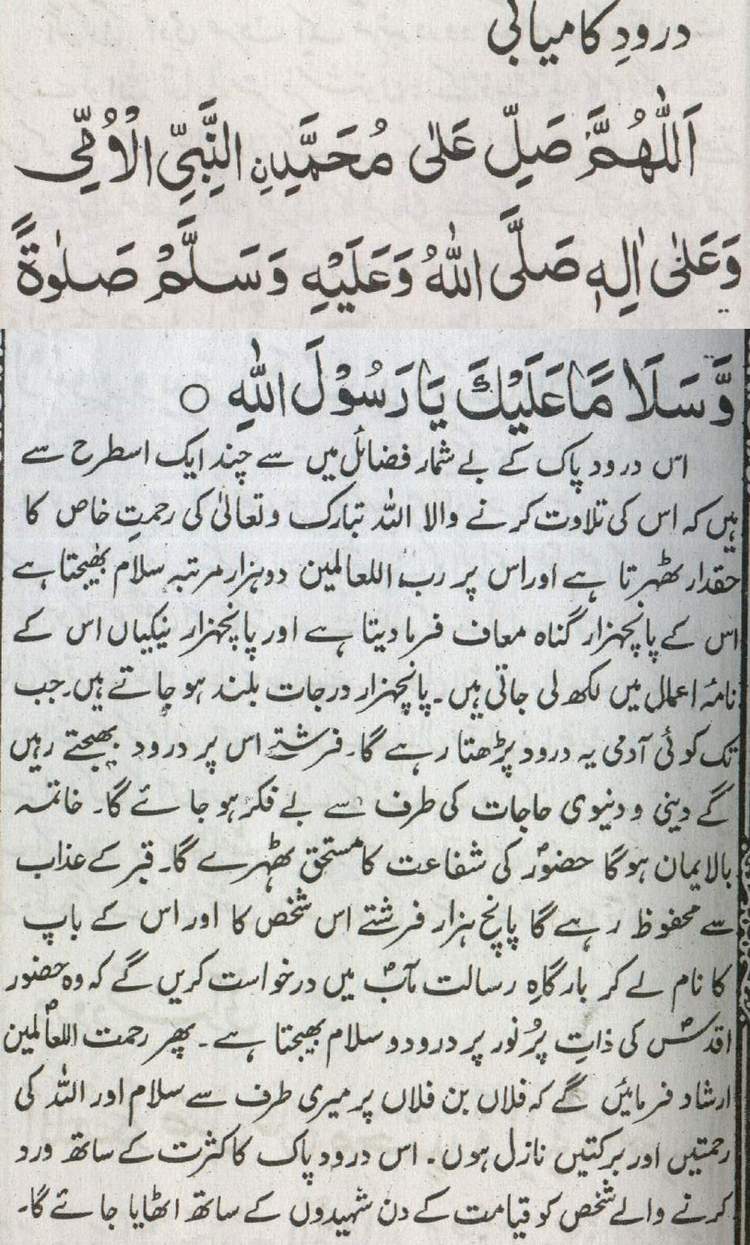 درودِ کامیابی
اَللّٰهُمَّ صَلِّ عَلٰى مُحَمَّدِنِ النَّبِيِّ الْاُمِّىِّ
وَعَلٰى اٰلِهٖ صَلَّى اللّٰهُ وَعَلَيْهِ وَسَلَّمْ صَلٰوةً
وَّسَلَا مًا عَلَيْكَ يَا رَسُوْلَ اللّٰهِ ○
اس درود پاک کے بے شمار فضائل میں سے چند ایک اسطرح سے
ہیں کہ اس کی تلاوت کرنے والا اللہ تبارک وتعالیٰ کی رحمتِ خاص کا
حقدار ٹھہرتا ہے اور اس پر رب اللعالمین دو ہزار مرتبہ سلام بھیجتا ہے
اس کے پانچہزار گناہ معاف فرما دیتا ہے اور پانچہزار نیکیاں اس کے
نامۂ اعمال میں لکھ لی جاتی ہیں۔ پانچہزار درجات بلند ہو جاتے ہیں۔ جب
تک کوئی آدمی یہ درود پڑھتا رہے گا۔ فرشتے اس پر درود بھیجتے رہیں
گے دینی و دنیوی حاجات کی طرف سے بے فکر ہو جائے گا۔ خاتمہ
بالایمان ہوگا حضورؐ کی شفاعت کا مستحق ٹھہرے گا۔ قبر کے عذاب
سے محفوظ رہے گا پانچ ہزار فرشتے اس شخص کا اور اس کے باپ
کا نام لے کر بارگاہِ رسالت مآبؐ میں درخواست کریں گے کہ وہ حضور
اقدسؐ کی ذاتِ پُر نور پر درود و سلام بھیجتا ہے۔ پھر رحمت اللعالمینؐ
ارشاد فرمائیں گے کہ فلاں بن فلاں پر میری طرف سے سلام اور اللہ کی
رحمتیں اور برکتیں نازل ہوں۔ اس درود پاک کا کثرت کے ساتھ ورد
کرنے والے شخص کو قیامت کے دن شہیدوں کے ساتھ اٹھایا جائے گا۔